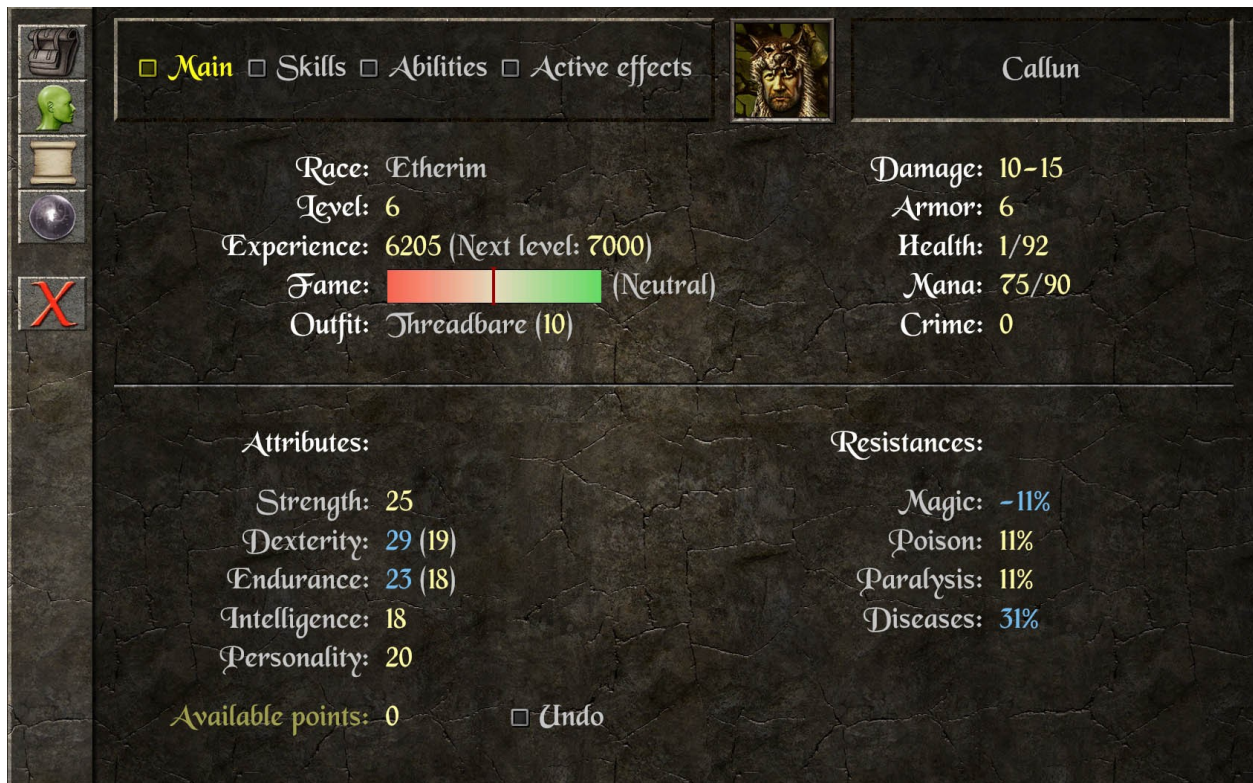 Main Skills Abilities Active effects
Callun
Race: Etherim
Level: 6
Experience: 6205 (Next level: 7000)
Fame: (Neutral)
Outfit: Threadbare (10)
Damage: 10-15
Armor: 6
Health: 1/92
Mana: 75/90
Crime: 0
Attributes:
Strength: 25
Dexterity: 29 (19)
Endurance: 23 (18)
Intelligence: 18
Personality: 20
Available points: 0
Undo
Resistances:
Magic: -11%
Poison: 11%
Paralysis: 11%
Diseases: 31%
X